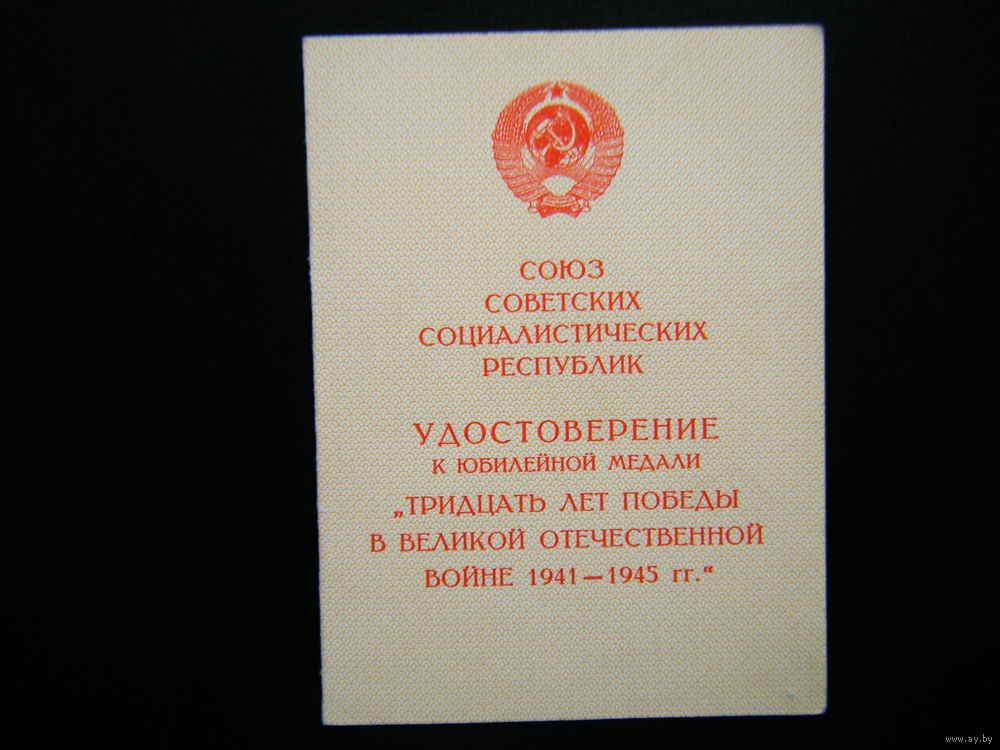 СОЮЗ
СОВЕТСКИХ
СОЦИАЛИСТИЧЕСКИХ
РЕСПУБЛИК
УДОСТОВЕРЕНИЕ
К ЮБИЛЕЙНОЙ МЕДАЛИ
„ТРИДЦАТЬ ЛЕТ ПОБЕДЫ
В ВЕЛИКОЙ ОТЕЧЕСТВЕННОЙ
ВОЙНЕ 1941—1945 гг.“
www.ay.by